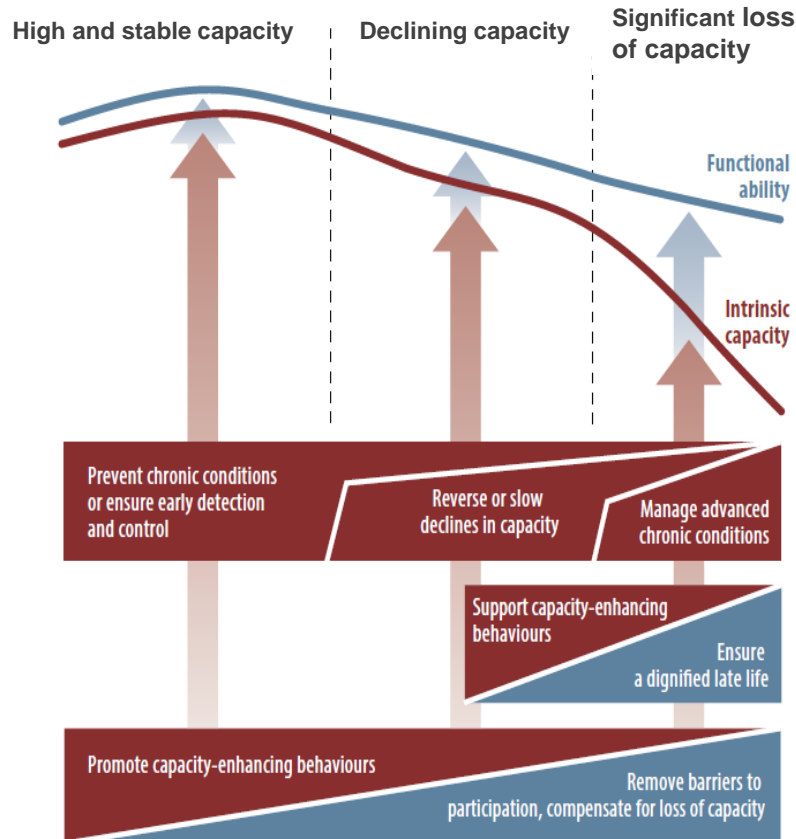 High and stable capacity
Declining capacity
Significant loss
of capacity
Functional
ability
Intrinsic
capacity
Prevent chronic conditions
or ensure early detection
and control
Reverse or slow
declines in capacity
Manage advanced
chronic conditions
Support capacity-enhancing
behaviours
Ensure
a dignified late life
Promote capacity-enhancing behaviours
Remove barriers to
participation, compensate for loss of capacity